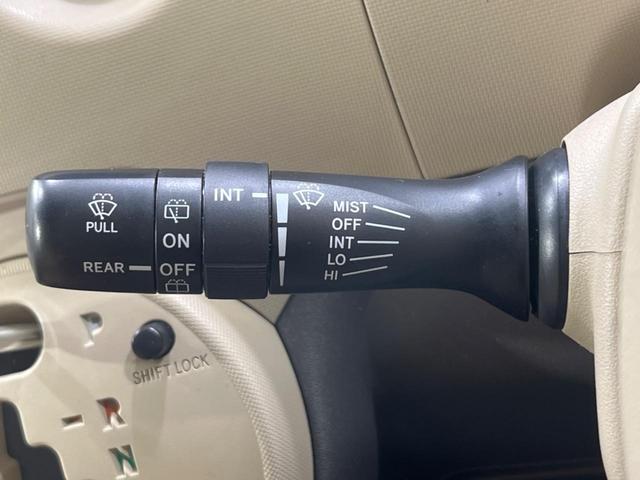 PULL
REAR
ON
OFF
INT
MIST
OFF
INT
LO
HI
P
SHIFT LOCK
R
N